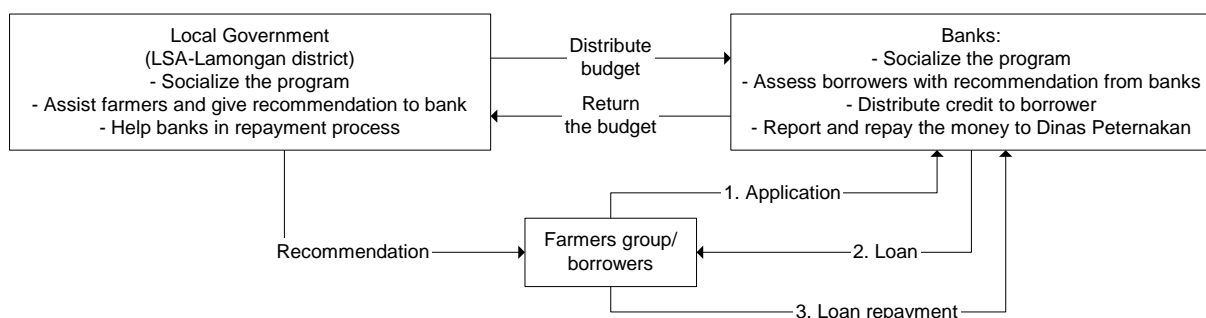 Local Government
(LSA-Lamongan district)
- Socialize the program
- Assist farmers and give recommendation to bank
- Help banks in repayment process
Distribute
budget
Return
the budget
Banks:
- Socialize the program
- Assess borrowers with recommendation from banks
- Distribute credit to borrower
- Report and repay the money to Dinas Peternakan
1. Application
Recommendation
Farmers group/
borrowers
2. Loan
3. Loan repayment